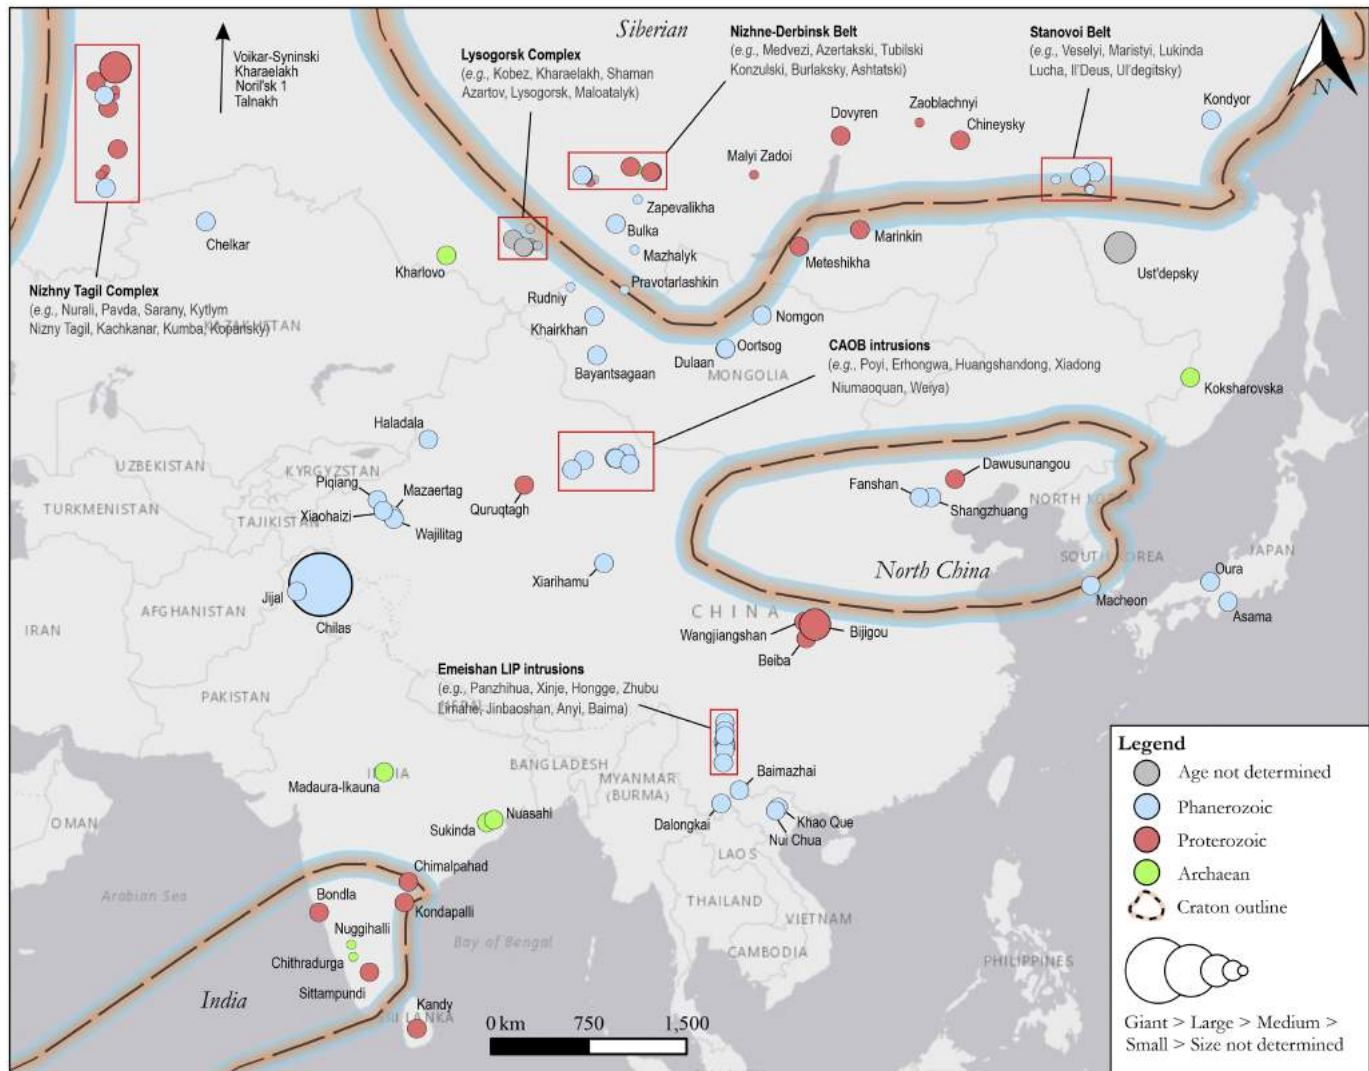 Siberian
Nizhne-Derbinsk Belt
(e.g., Medvezi, Azertakski, Tubilski
Konzulski, Burlaksky, Ashtatski)
Stanovoi Belt
(e.g., Veselyi, Maristyi, Lukinda
Lucha, Il'Deus, Ul'degitsky)
Lysogorsk Complex
(e.g., Kobez, Kharaelakh, Shaman
Azartov, Lysogorsk, Maloatalyk)
Voikar-Syninski
Kharaelakh
Noril'sk 1
Talnakh
N
Kondyor
Zaoblachnyi
Dovyren
Chineysky
Malyi Zadoi
Zapevalikha
Bulka
Mazhalyk
Pravotarlashkin
Chelkar
Kharlovo
Marinkin
Meteshikha
Ust'depsky
Rudniy
Nizhny Tagil Complex
(e.g., Nurali, Pavda, Sarany, Kytlym
Nizny Tagil, Kachkanar, Kumba, Kopansky)
KAZAKHSTAN
Khairkhan
Nomgon
Oortsog
Dulaan
Bayantsagaan
MONGOLIA
CAOB intrusions
(e.g., Poyi, Erhongwa, Huangshandong, Xiadong
Niumaoquan, Weiya)
Koksharovska
Haladala
UZBEKISTAN
KYRGYZSTAN
Piqiang
Mazaertag
Xiaohaizi
Wajilitag
TURKMENISTAN
TAJIKISTAN
Quruqtagh
Dawusunangou
Fanshan
Shangzhuang
NORTH KOREA
SOUTH KOREA
JAPAN
North China
Xiarihamu
Oura
Macheon
Asama
Jijal
Chilas
AFGHANISTAN
IRAN
CHINA
Wangjiangshan
Bijigou
Beiba
Emeishan LIP intrusions
(e.g., Panzhihua, Xinje, Hongge, Zhubu
Limahe, Jinbaoshan, Anyi, Baima)
PAKISTAN
BANGLADESH
MYANMAR
(BURMA)
Baimazhai
INDIA
Madaura-Ikauna
OMAN
Sukinda
Nuasahi
Dalongkai
Khao Que
Nui Chua
LAOS
Chimalpahad
Arabian Sea
Bondla
Kondapalli
THAILAND
VIETNAM
Nuggihalli
Bay of Bengal
CAMBODIA
Chithradurga
PHILIPPINES
Sittampundi
India
Kandy
SRI LANKA
0 km 750 1,500
Legend
Age not determined
Phanerozoic
Proterozoic
Archaean
Craton outline
Giant > Large > Medium >
Small > Size not determined